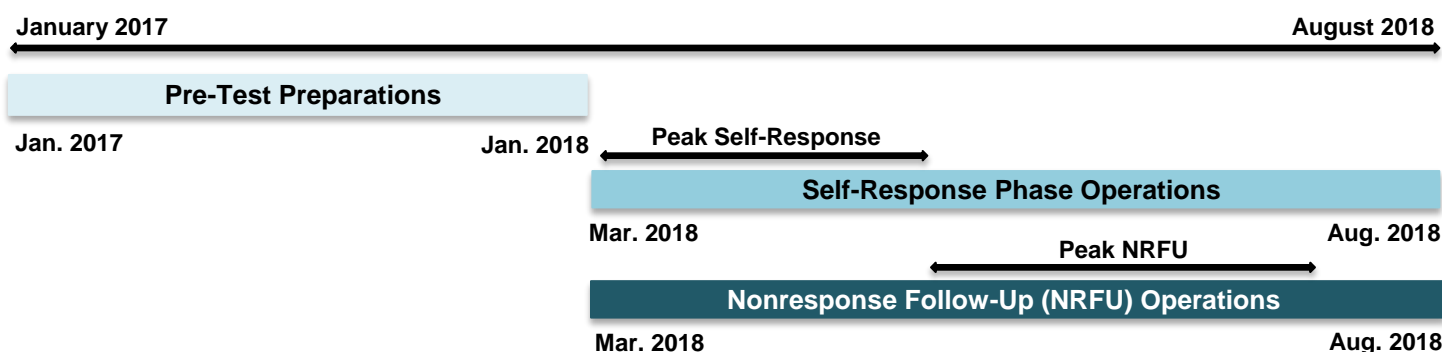 January 2017
August 2018
Pre-Test Preparations
Jan. 2017
Jan. 2018
Peak Self-Response
Self-Response Phase Operations
Mar. 2018
Aug. 2018
Peak NRFU
Nonresponse Follow-Up (NRFU) Operations
Mar. 2018
Aug. 2018